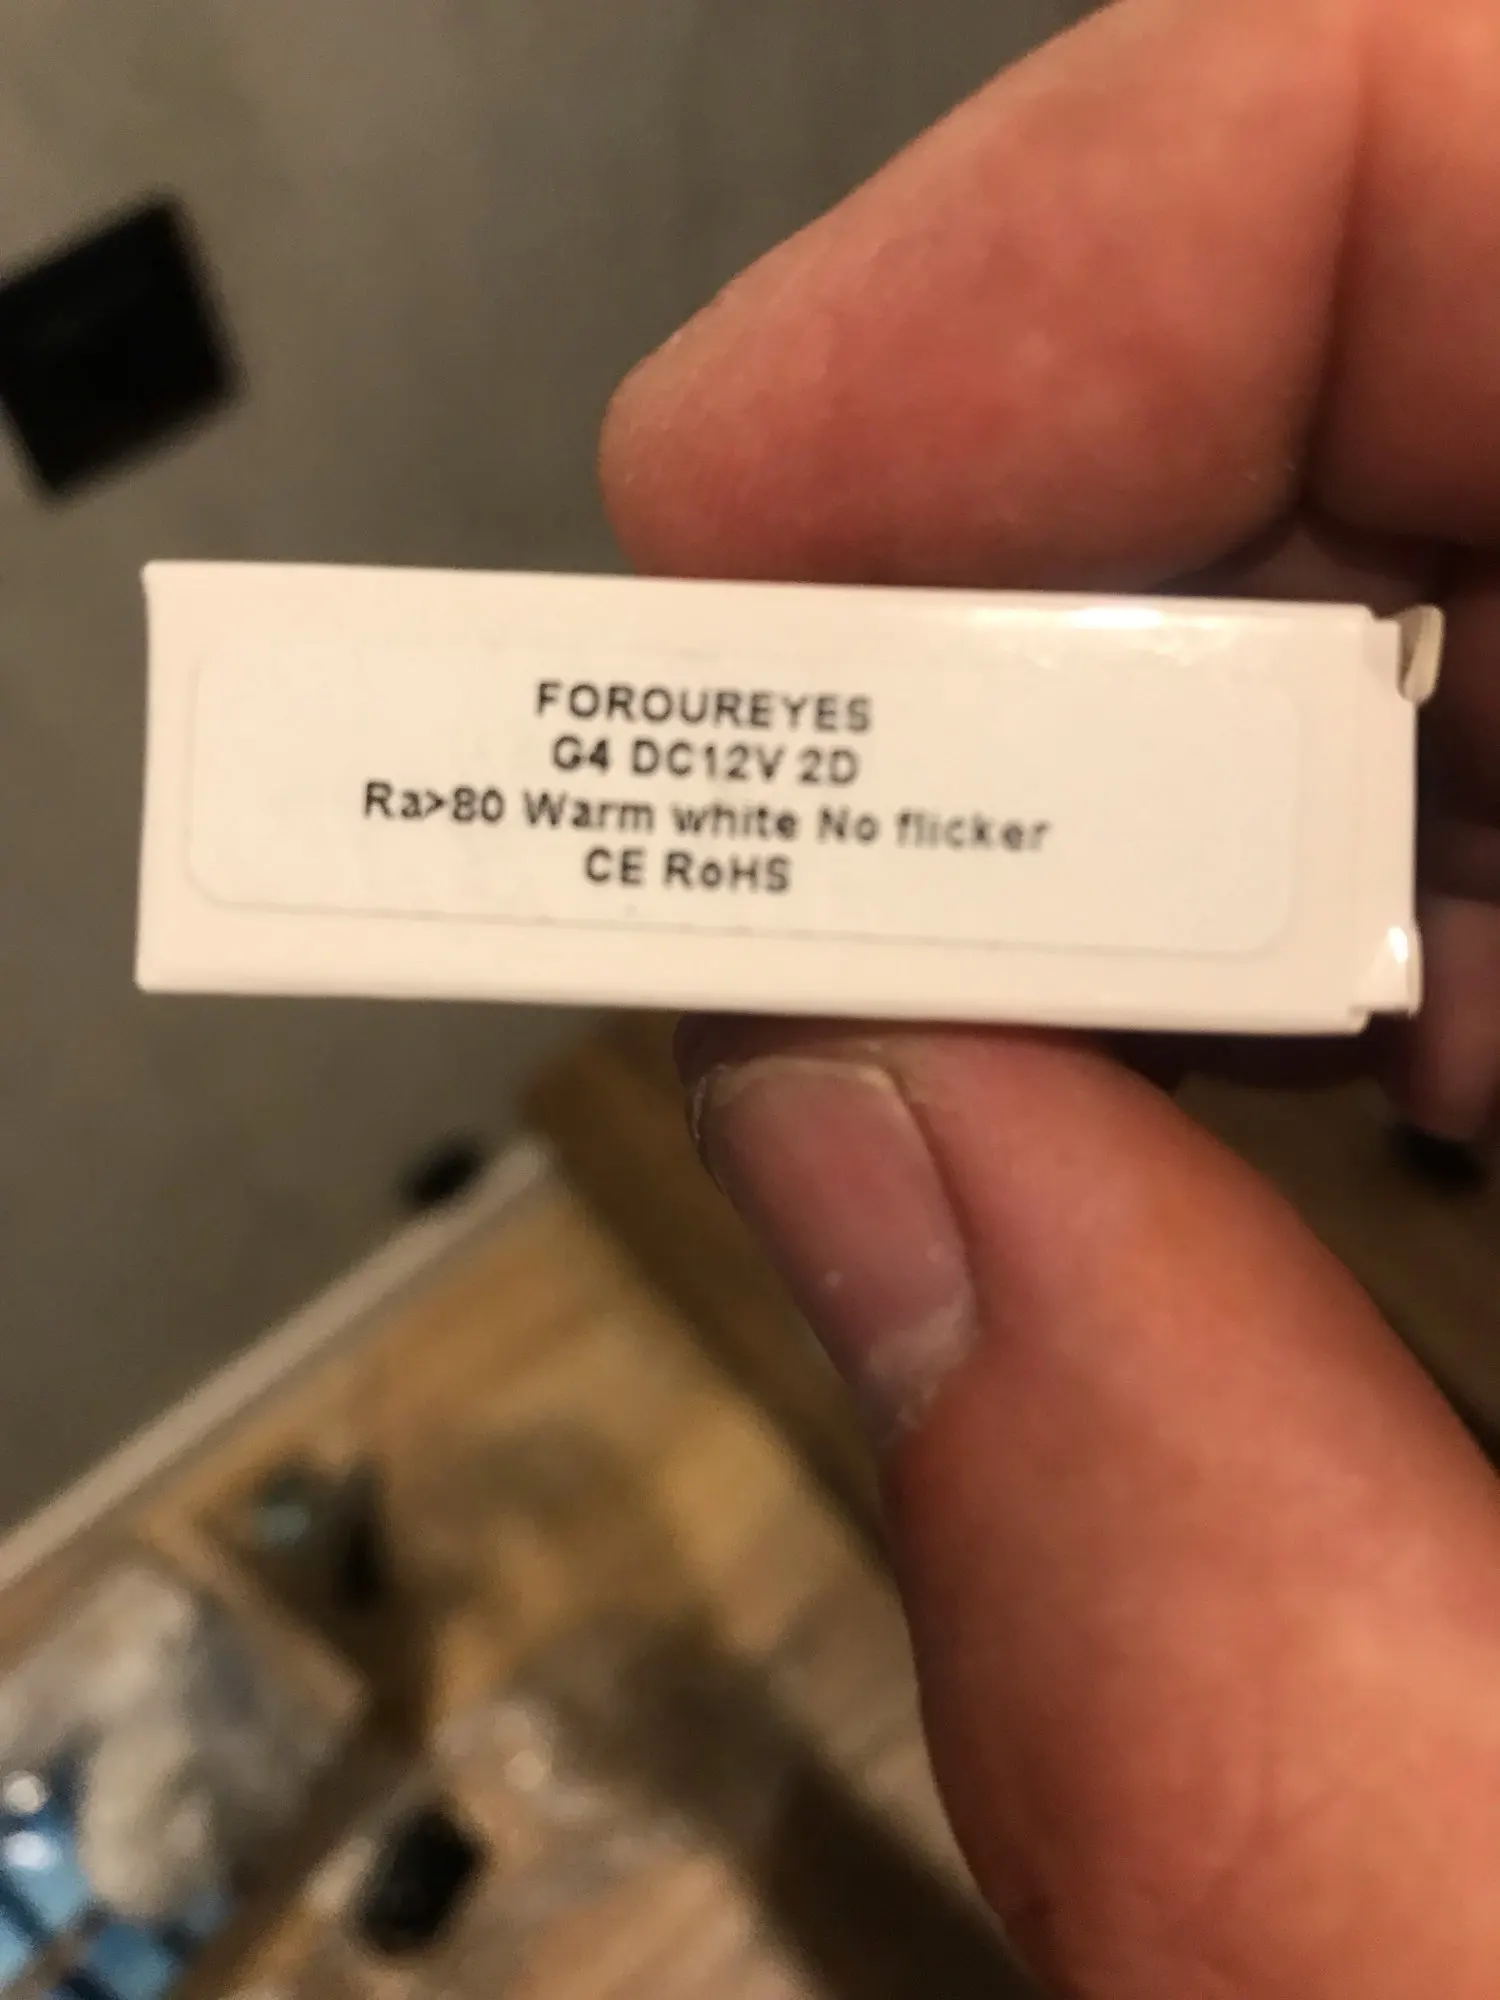 FOROUREYES
G4 DC12V 2D
Ra>80 Warm white No flicker
CE RoHS